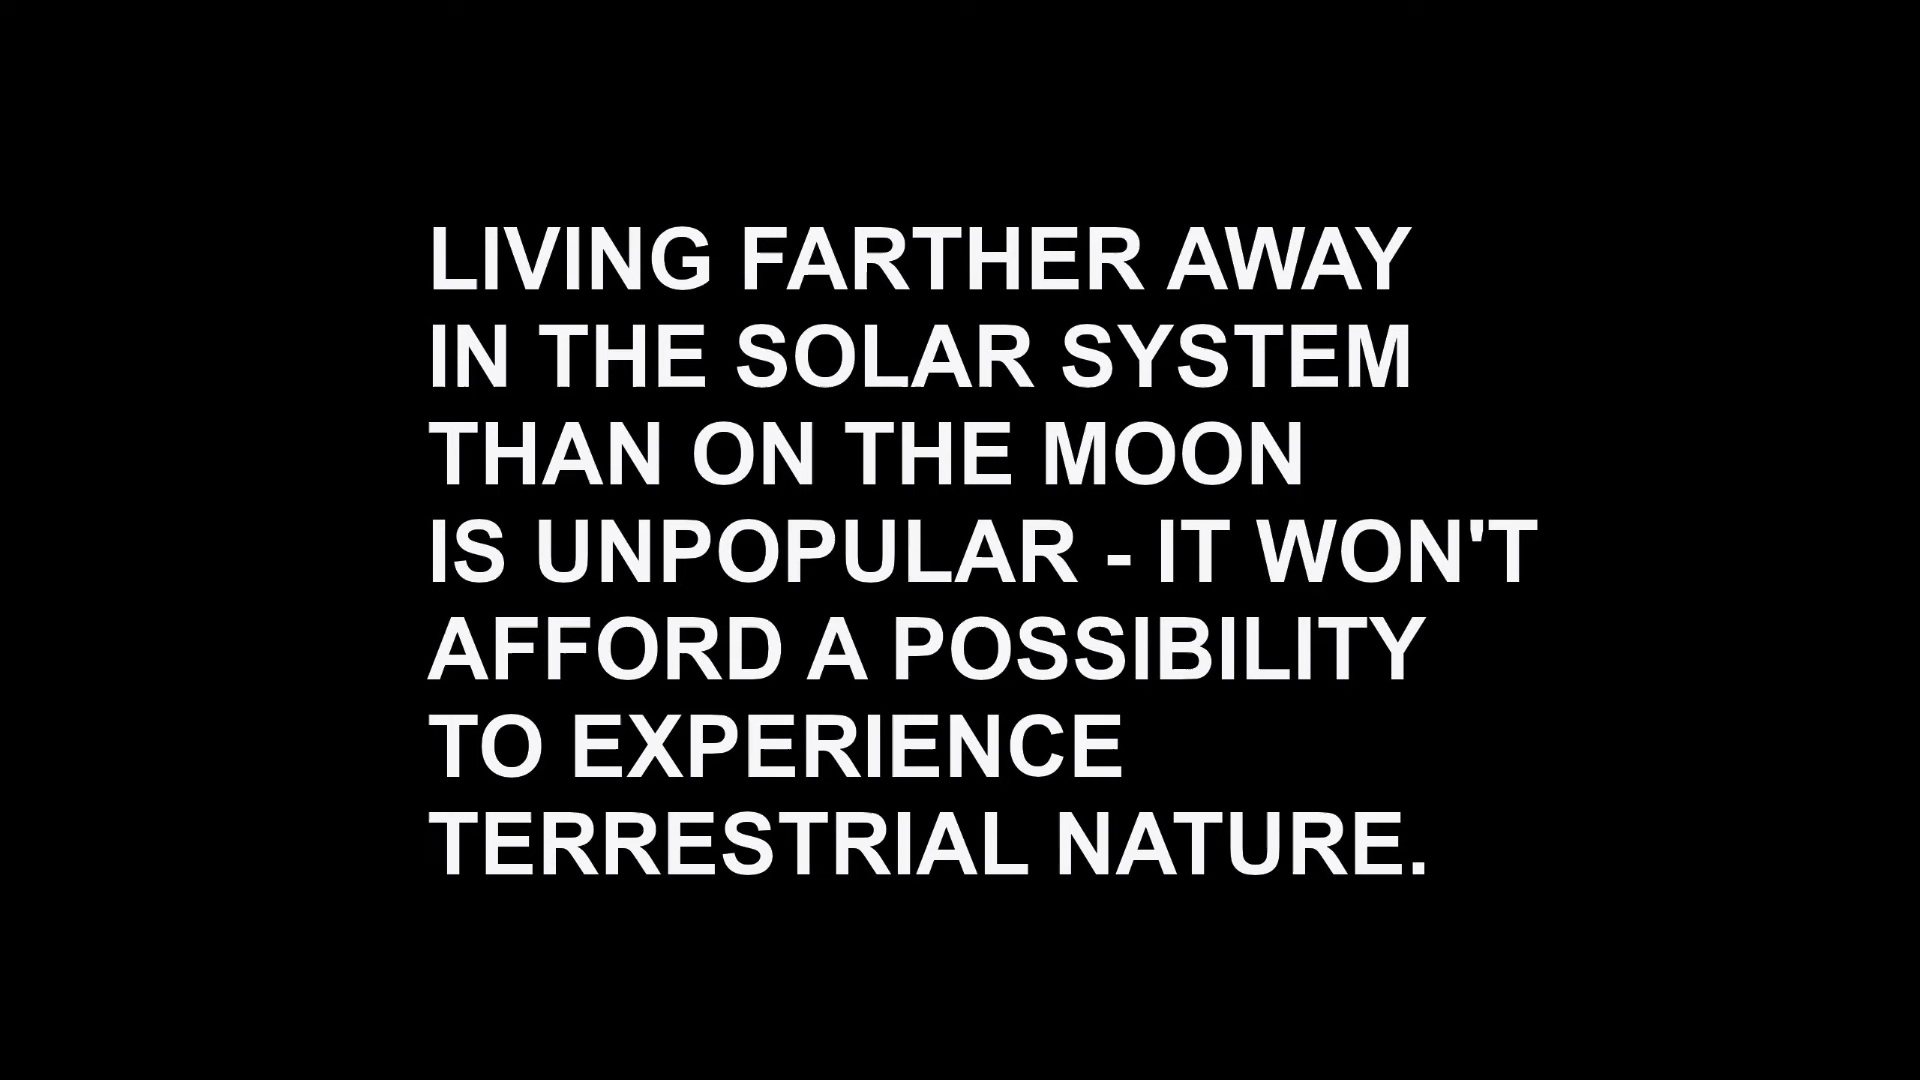 LIVING FARTHER AWAY
IN THE SOLAR SYSTEM
THAN ON THE MOON
IS UNPOPULAR - IT WON'T
AFFORD A POSSIBILITY
TO EXPERIENCE
TERRESTRIAL NATURE.